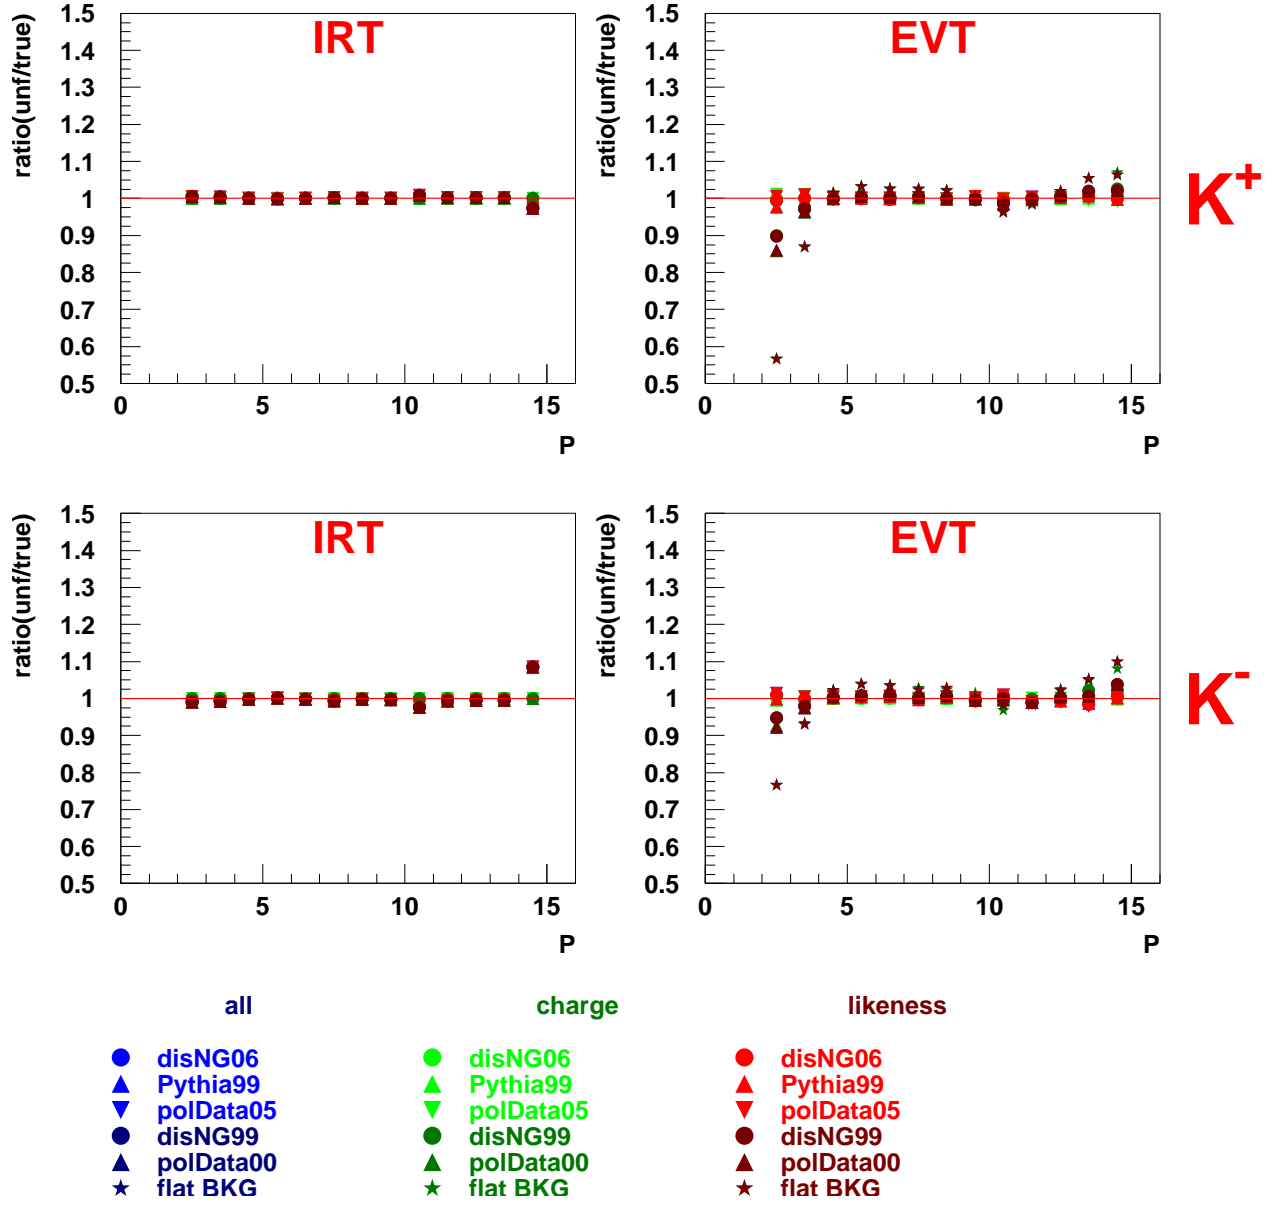 IRT
EVT
ratio(unf/true)
1.5
1.4
1.3
1.2
1.1
1
0.9
0.8
0.7
0.6
0.5
0 5 10 15
P
ratio(unf/true)
1.5
1.4
1.3
1.2
1.1
1
0.9
0.8
0.7
0.6
0.5
0 5 10 15
P
K+
IRT
EVT
ratio(unf/true)
1.5
1.4
1.3
1.2
1.1
1
0.9
0.8
0.7
0.6
0.5
0 5 10 15
P
ratio(unf/true)
1.5
1.4
1.3
1.2
1.1
1
0.9
0.8
0.7
0.6
0.5
0 5 10 15
P
K-
all charge likeness
disNG06 disNG06 disNG06
Pythia99 Pythia99 Pythia99
polData05 polData05 polData05
disNG99 disNG99 disNG99
polData00 polData00 polData00
flat BKG flat BKG flat BKG